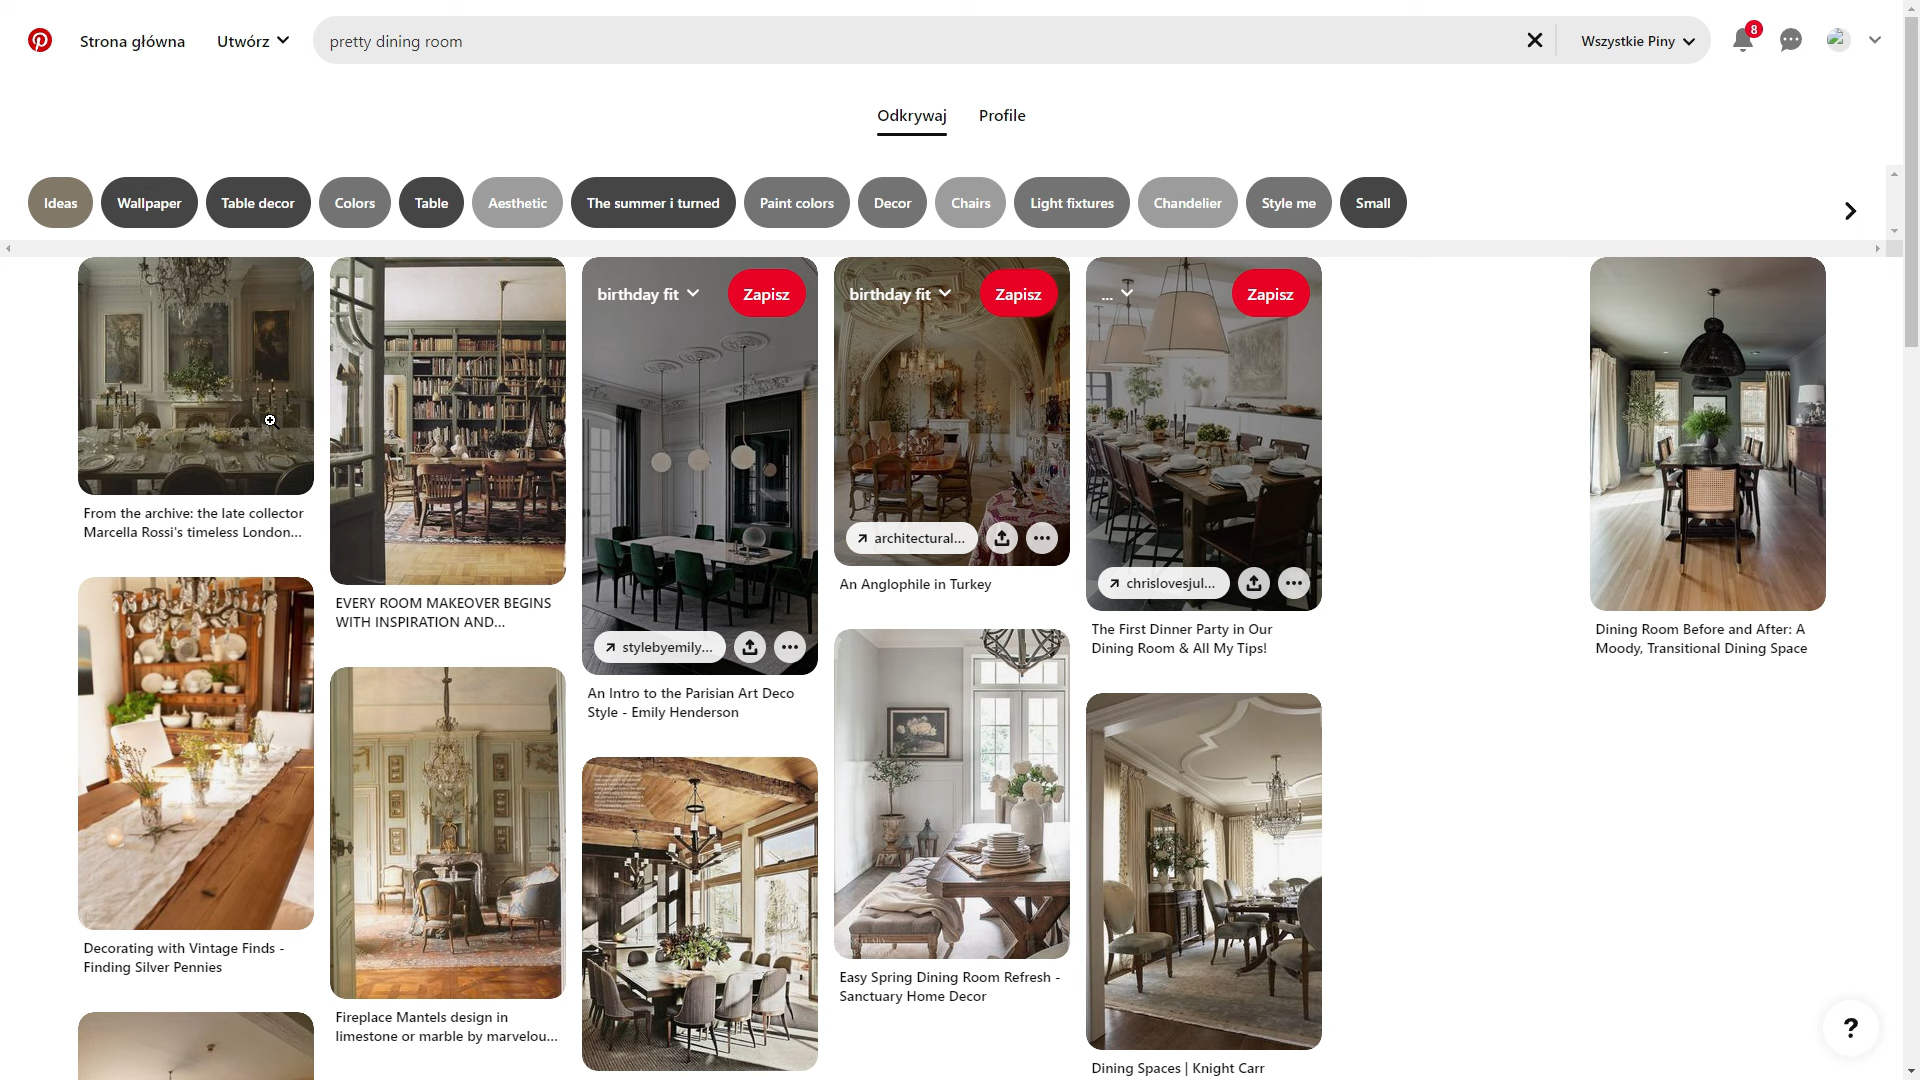 Strona główna
Utwórz
pretty dining room
Wszystkie Piny
8
Odkrywaj
Profile
Ideas
Wallpaper
Table decor
Colors
Table
Aesthetic
The summer i turned
Paint colors
Decor
Chairs
Light fixtures
Chandelier
Style me
Small
birthday fit
Zapisz
birthday fit
Zapisz
...
Zapisz
From the archive: the late collector
Marcella Rossi's timeless London...
EVERY ROOM MAKEOVER BEGINS
WITH INSPIRATION AND...
stylebyemily...
An Intro to the Parisian Art Deco
Style - Emily Henderson
architectural...
An Anglophile in Turkey
chrislovesjul...
The First Dinner Party in Our
Dining Room & All My Tips!
Dining Room Before and After: A
Moody, Transitional Dining Space
Decorating with Vintage Finds -
Finding Silver Pennies
Fireplace Mantels design in
limestone or marble by marvelou...
Easy Spring Dining Room Refresh -
Sanctuary Home Decor
Dining Spaces | Knight Carr
?